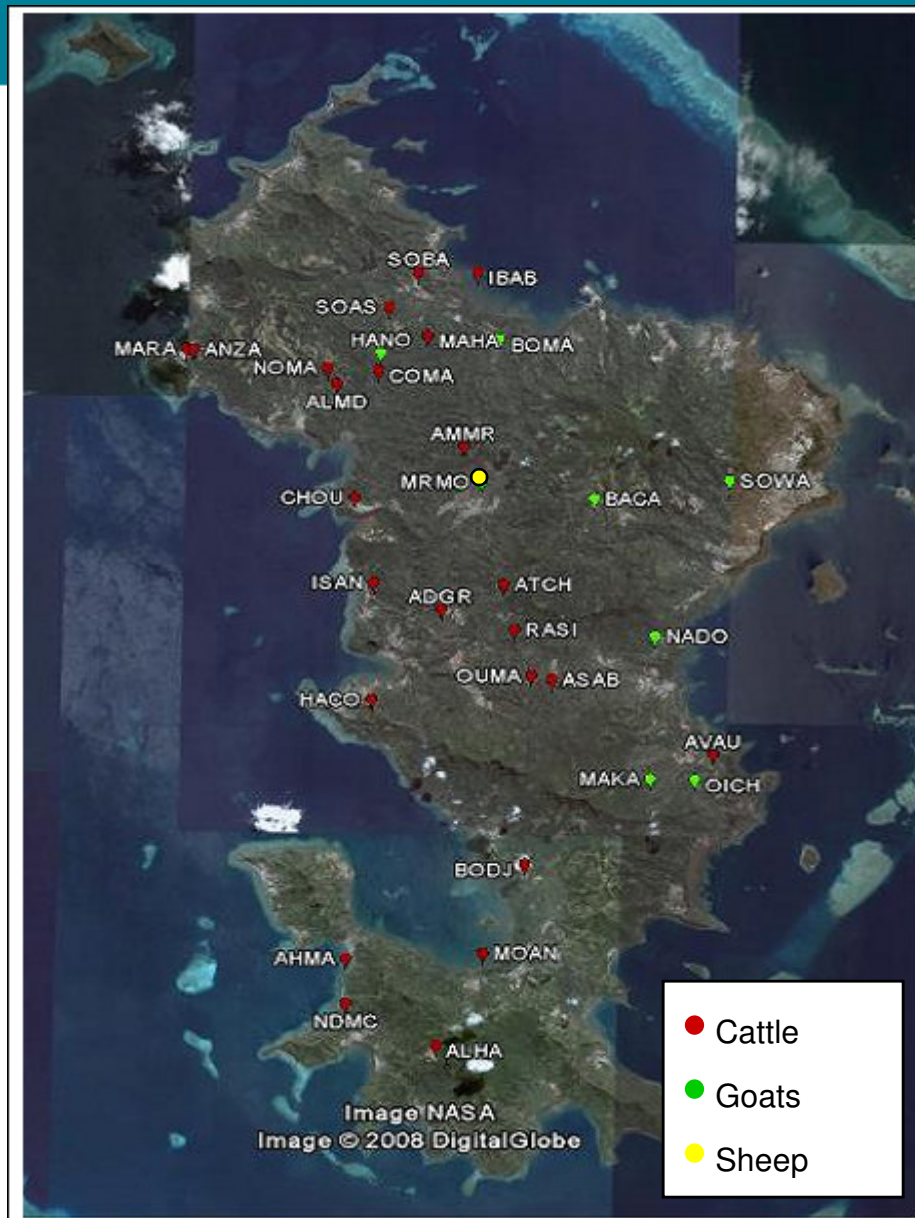 SOBA
IBAB
SOAS
HANO
MAHA
BOMA
MARA
ANZA
NOMA
COMA
ALMD
AMMR
MRMO
SOWA
CHOU
BACA
ISAN
ATCH
ADGR
RASI
NADO
OUMA
ASAB
HACO
AVAU
MAKA
OICH
BODJ
AHMA
MOAN
NDMC
ALHA
Cattle
Goats
Sheep
Image NASA
Image © 2008 DigitalGlobe